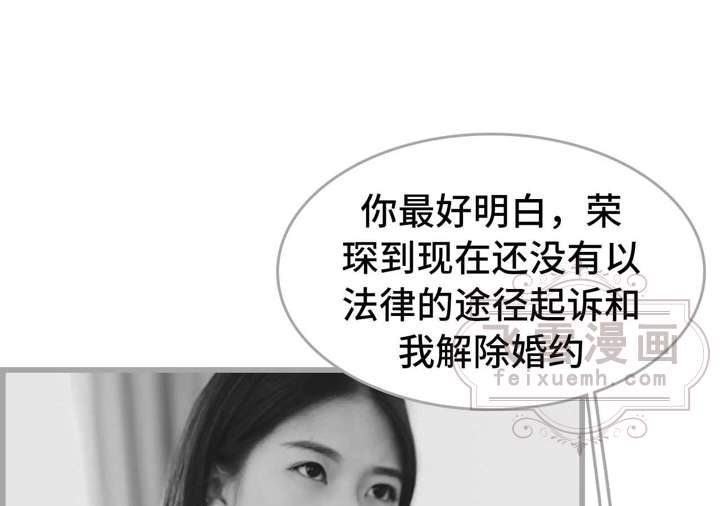 你最好明白，荣
琛到现在还没有以
法律的途径起诉和
我解除婚约
飞雷漫画
feixuemh.com